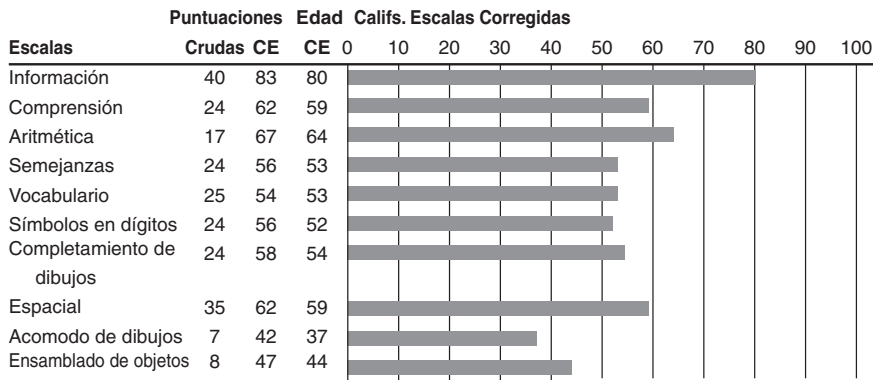 Puntuaciones Edad Califs. Escalas Corregidas
Escalas Crudas CE CE 0 10 20 30 40 50 60 70 80 90 100
Información 40 83 80
Comprensión 24 62 59
Aritmética 17 67 64
Semejanzas 24 56 53
Vocabulario 25 54 53
Símbolos en dígitos 24 56 52
Completamiento de 24 58 54
dibujos
Espacial 35 62 59
Acomodo de dibujos 7 42 37
Ensamblado de objetos 8 47 44